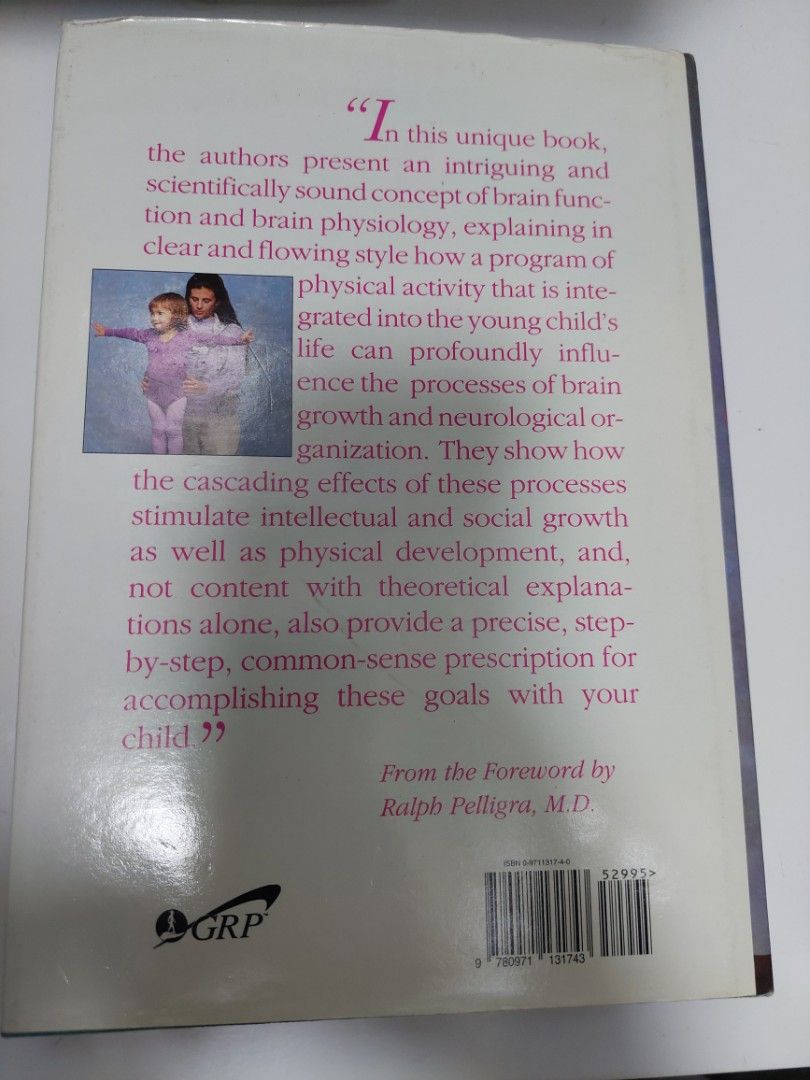 “In this unique book,
the authors present an intriguing and
scientifically sound concept of brain func-
tion and brain physiology, explaining in
clear and flowing style how a program of
physical activity that is inte-
grated into the young child's
life can profoundly influ-
ence the processes of brain
growth and neurological or-
ganization. They show how
the cascading effects of these processes
stimulate intellectual and social growth
as well as physical development, and,
not content with theoretical explana-
tions alone, also provide a precise, step-
by-step, common-sense prescription for
accomplishing these goals with your
child.”
From the Foreword by
Ralph Pelligra, M.D.
ISBN 0-9711317-4-0
52995>
9 780971 131743
GRP™